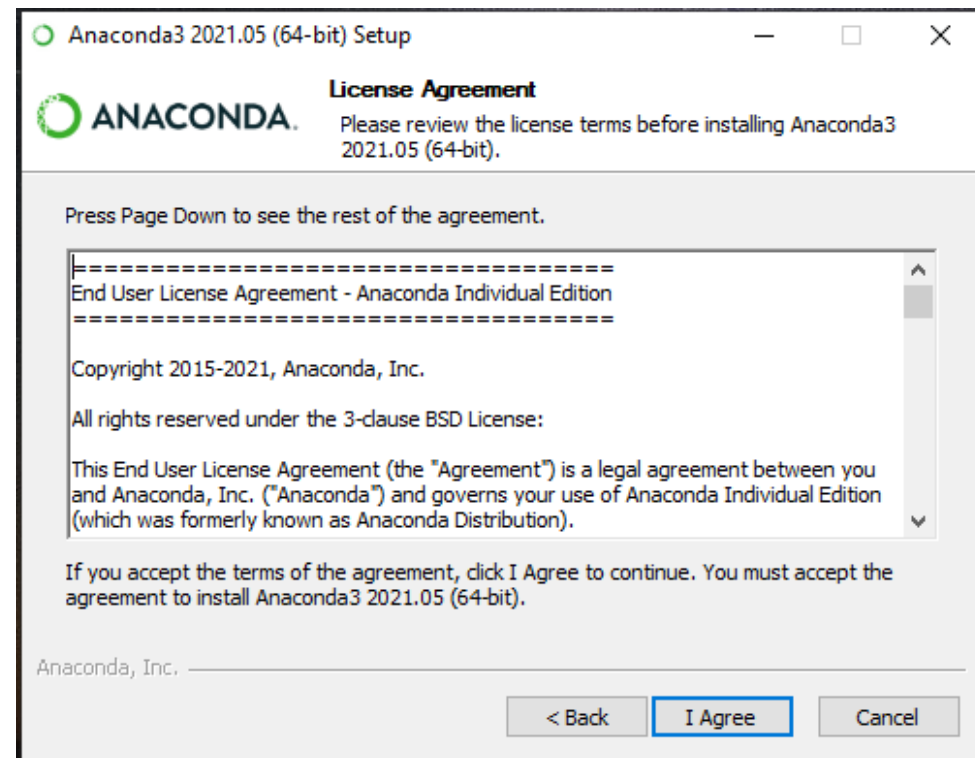 Anaconda3 2021.05 (64-bit) Setup
ANACONDA.
License Agreement
Please review the license terms before installing Anaconda3
2021.05 (64-bit).
Press Page Down to see the rest of the agreement.
===================================
End User License Agreement - Anaconda Individual Edition
===================================
Copyright 2015-2021, Anaconda, Inc.
All rights reserved under the 3-clause BSD License:
This End User License Agreement (the "Agreement") is a legal agreement between you
and Anaconda, Inc. ("Anaconda") and governs your use of Anaconda Individual Edition
(which was formerly known as Anaconda Distribution).
If you accept the terms of the agreement, click I Agree to continue. You must accept the
agreement to install Anaconda3 2021.05 (64-bit).
Anaconda, Inc.
< Back
I Agree
Cancel